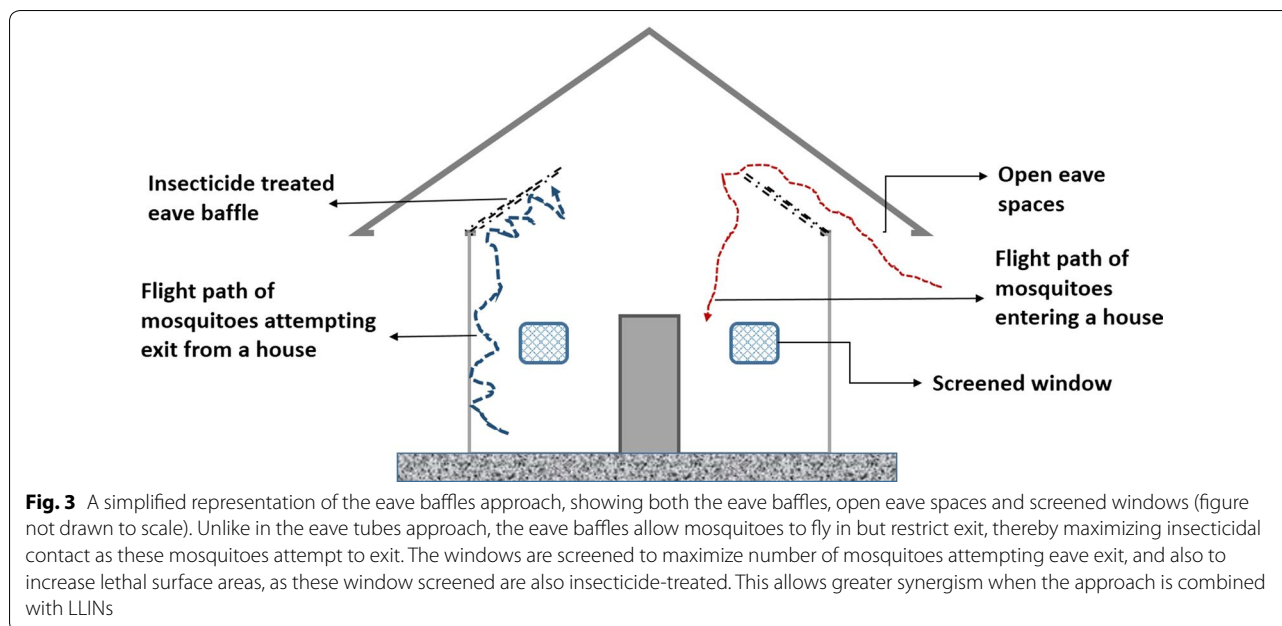 Insecticide treated
eave baffle
Open eave
spaces
Flight path of
mosquitoes attempting
exit from a house
Flight path of
mosquitoes
entering a house
Screened window
Fig. 3 A simplified representation of the eave baffles approach, showing both the eave baffles, open eave spaces and screened windows (figure
not drawn to scale). Unlike in the eave tubes approach, the eave baffles allow mosquitoes to fly in but restrict exit, thereby maximizing insecticidal
contact as these mosquitoes attempt to exit. The windows are screened to maximize number of mosquitoes attempting eave exit, and also to
increase lethal surface areas, as these window screened are also insecticide-treated. This allows greater synergism when the approach is combined
with LLINs